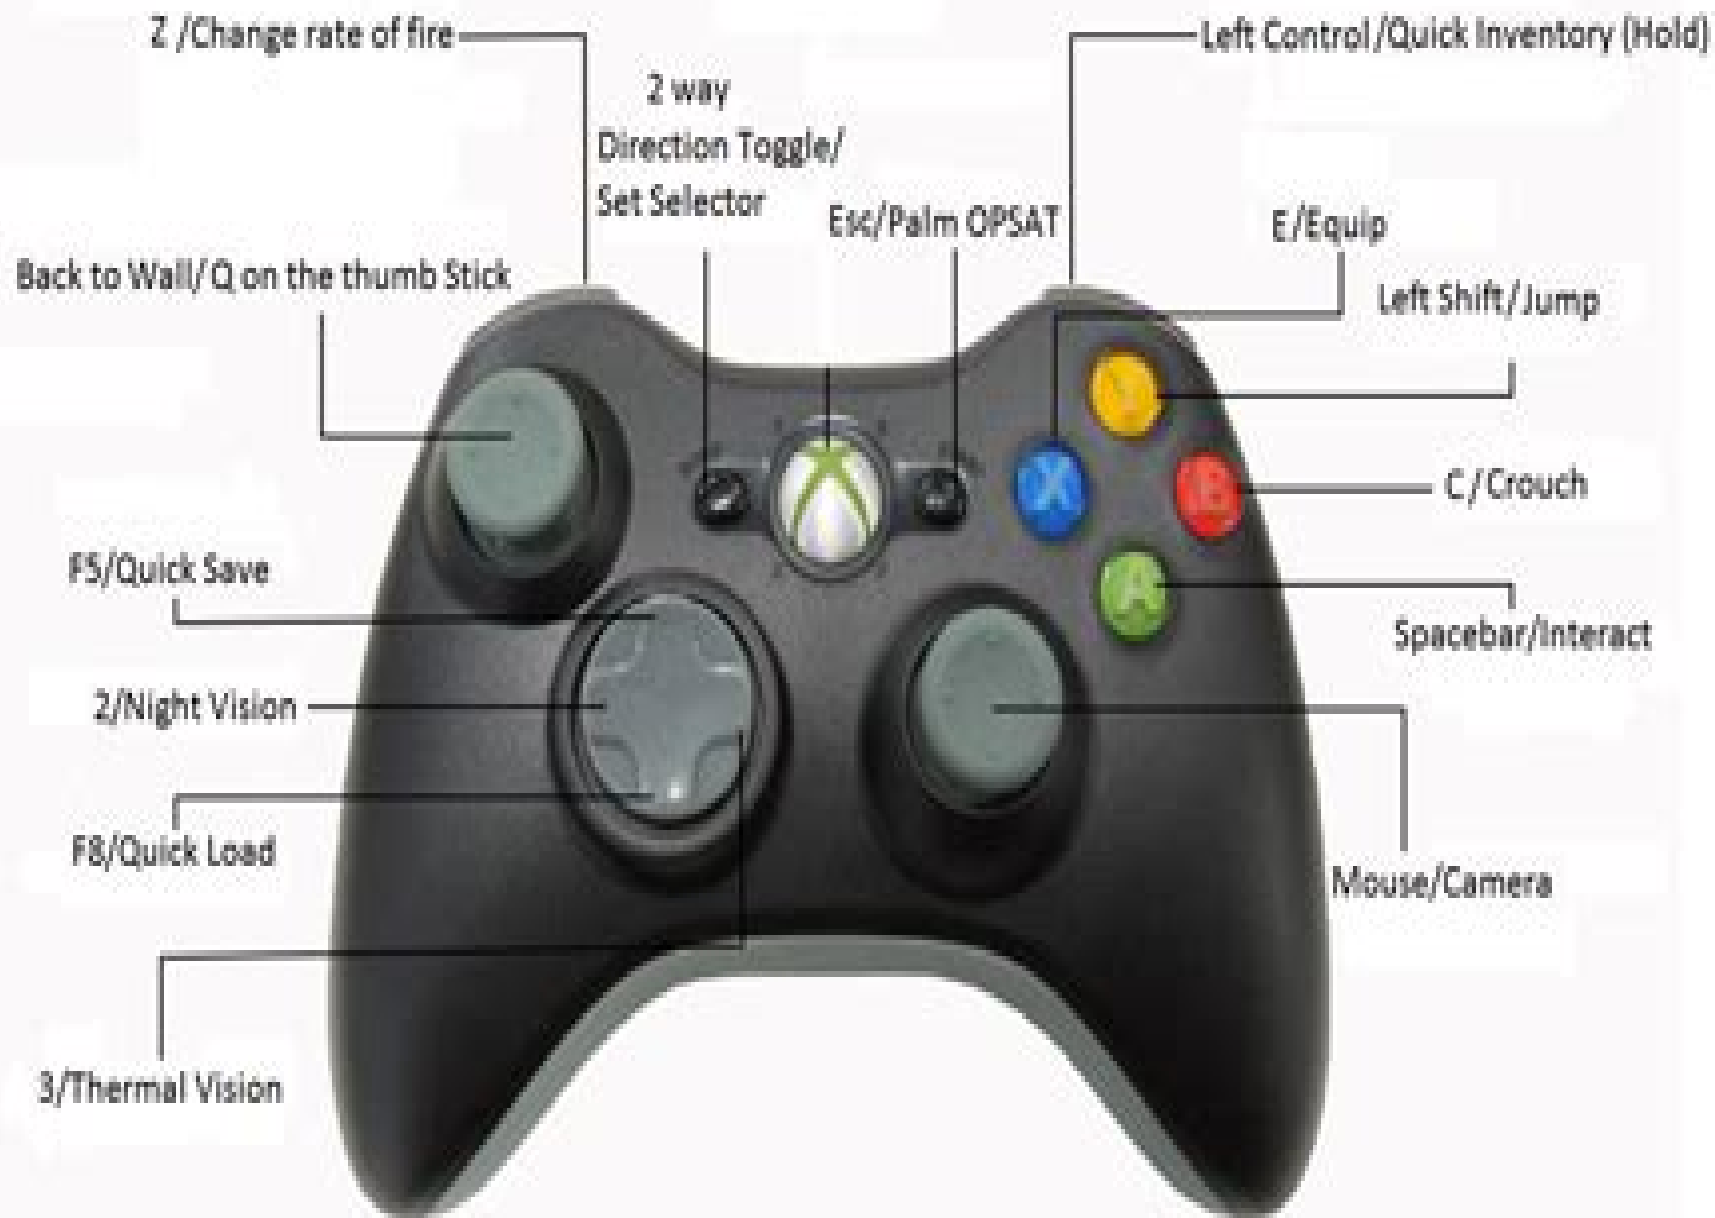 Z /Change rate of fire
Left Control/Quick Inventory (Hold)
2 way
Direction Toggle/
Set Selector
Esc/Palm OPSAT
E/Equip
Back to Wall/Q on the thumb Stick
Left Shift/Jump
Y
X
B
C/Crouch
A
F5/Quick Save
Spacebar/Interact
2/Night Vision
F8/Quick Load
Mouse/Camera
3/Thermal Vision